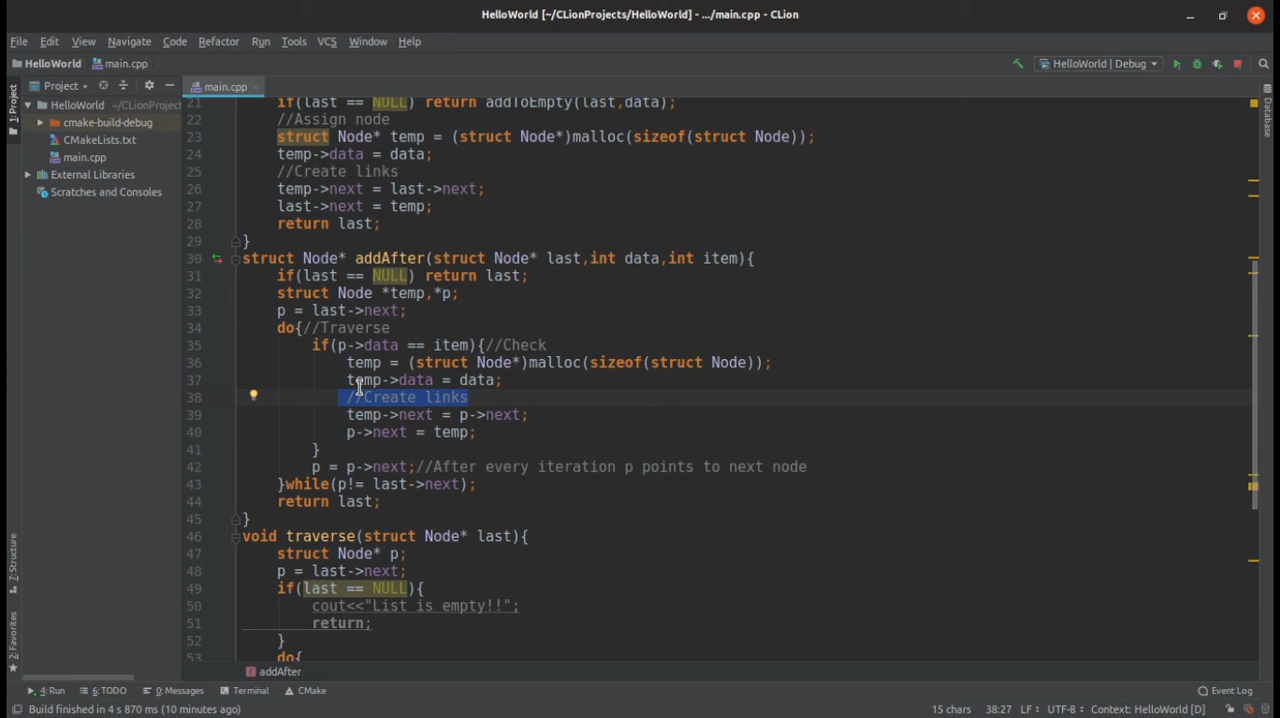 HelloWorld [~/CLionProjects/HelloWorld] - .../main.cpp - CLion
File Edit View Navigate Code Refactor Run Tools VCS Window Help
HelloWorld main.cpp HelloWorld | Debug
1: Project
Project
main.cpp
HelloWorld ~/CLionProjec
cmake-build-debug
CMakeLists.txt
main.cpp
External Libraries
Scratches and Consoles
Database
21 if(last == NULL) return addToEmpty(last,data);
22 //Assign node
23 struct Node* temp = (struct Node*)malloc(sizeof(struct Node));
24 temp->data = data;
25 //Create links
26 temp->next = last->next;
27 last->next = temp;
28 return last;
29 }
30 struct Node* addAfter(struct Node* last,int data,int item){
31 if(last == NULL) return last;
32 struct Node *temp,*p;
33 p = last->next;
34 do{//Traverse
35 if(p->data == item){//Check
36 temp = (struct Node*)malloc(sizeof(struct Node));
37 temp->data = data;
38 //Create links
39 temp->next = p->next;
40 p->next = temp;
41 }
42 p = p->next;//After every iteration p points to next node
43 }while(p!= last->next);
44 return last;
45 }
46 void traverse(struct Node* last){
47 struct Node* p;
48 p = last->next;
49 if(last == NULL){
50 cout<<"List is empty!!";
51 return;
52 }
53 do{
addAfter
Z: Structure
2: Favorites
4: Run 6: TODO 0: Messages Terminal CMake Event Log
Build finished in 4 s 870 ms (10 minutes ago) 15 chars 38:27 LF UTF-8 Context: HelloWorld [D]